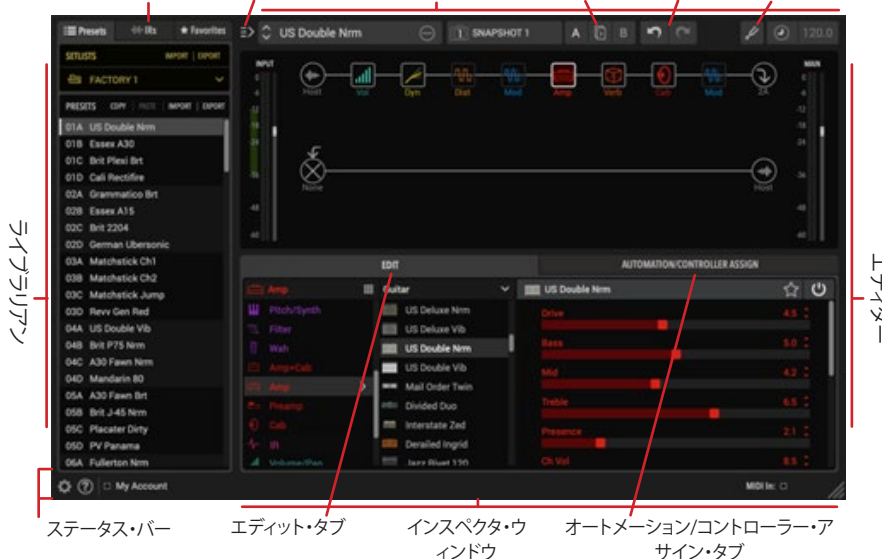 Presets IRs ★ Favorites
US Double Nrm
1 SNAPSHOT 1
A B
120.0
SETLISTS IMPORT | EXPORT
FACTORY 1
PRESETS COPY | PASTE | IMPORT | EXPORT
01A US Double Nrm
01B Essex A30
01C Brit Plexi Brt
01D Cali Rectifire
02A Grammatico Brt
02B Essex A15
02C Brit 2204
02D German Ubersonic
03A Matchstick Ch1
03B Matchstick Ch2
03C Matchstick Jump
03D Revv Gen Red
04A US Double Vib
04B Brit P75 Nrm
04C A30 Fawn Nrm
04D Mandarin 80
05A A30 Fawn Brt
05B Brit J-45 Nrm
05C Placater Dirty
05D PV Panama
06A Fullerton Nrm
INPUT
MAIN
Host Vol Dyn Dist Mod Amp Verb Cab Mod 2A
None
Host
EDIT
AUTOMATION/CONTROLLER ASSIGN
Amp
Pitch/Synth
Filter
Wah
Amp+Cab
Amp
Preamp
Cab
IR
Volume/Pan
Guitar
US Deluxe Nrm
US Deluxe Vib
US Double Nrm
US Double Vib
Mail Order Twin
Divided Duo
Interstate Zed
Derailed Ingrid
Jazz Rivet 120
US Double Nrm
Drive 4.5
Bass 5.0
Mid 4.2
Treble 6.5
Presence 2.1
Ch Vol 8.5
My Account
MIDI In:
ライブラリアン
エディター
ステータス・バー
エディット・タブ
インスペクタ・ウ
ィンドウ
オートメーション/コントローラー・ア
サイン・タブ